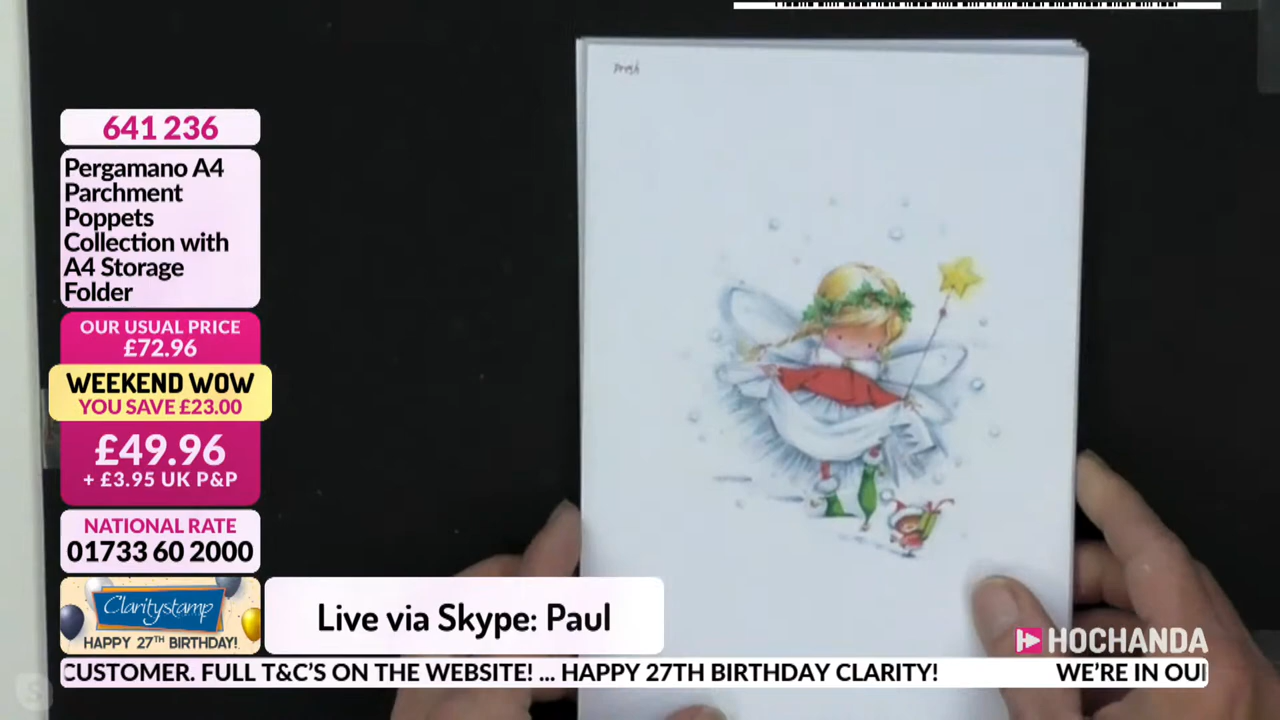 641 236
Pergamano A4
Parchment
Poppets
Collection with
A4 Storage
Folder
OUR USUAL PRICE
£72.96
WEEKEND WOW
YOU SAVE £23.00
£49.96
+ £3.95 UK P&P
NATIONAL RATE
01733 60 2000
Claritystamp
HAPPY 27TH BIRTHDAY!
Live via Skype: Paul
HOCHANDA
CUSTOMER. FULL T&C'S ON THE WEBSITE! ... HAPPY 27TH BIRTHDAY CLARITY! WE'RE IN OUR